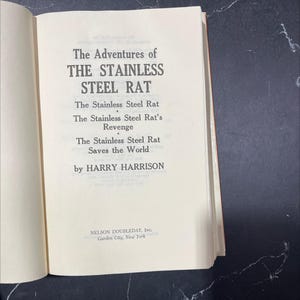 The Adventures of
THE STAINLESS
STEEL RAT
The Stainless Steel Rat
The Stainless Steel Rat's
Revenge
The Stainless Steel Rat
Saves the World
by HARRY HARRISON
NELSON DOUBLEDAY, Inc.
Garden City, New York